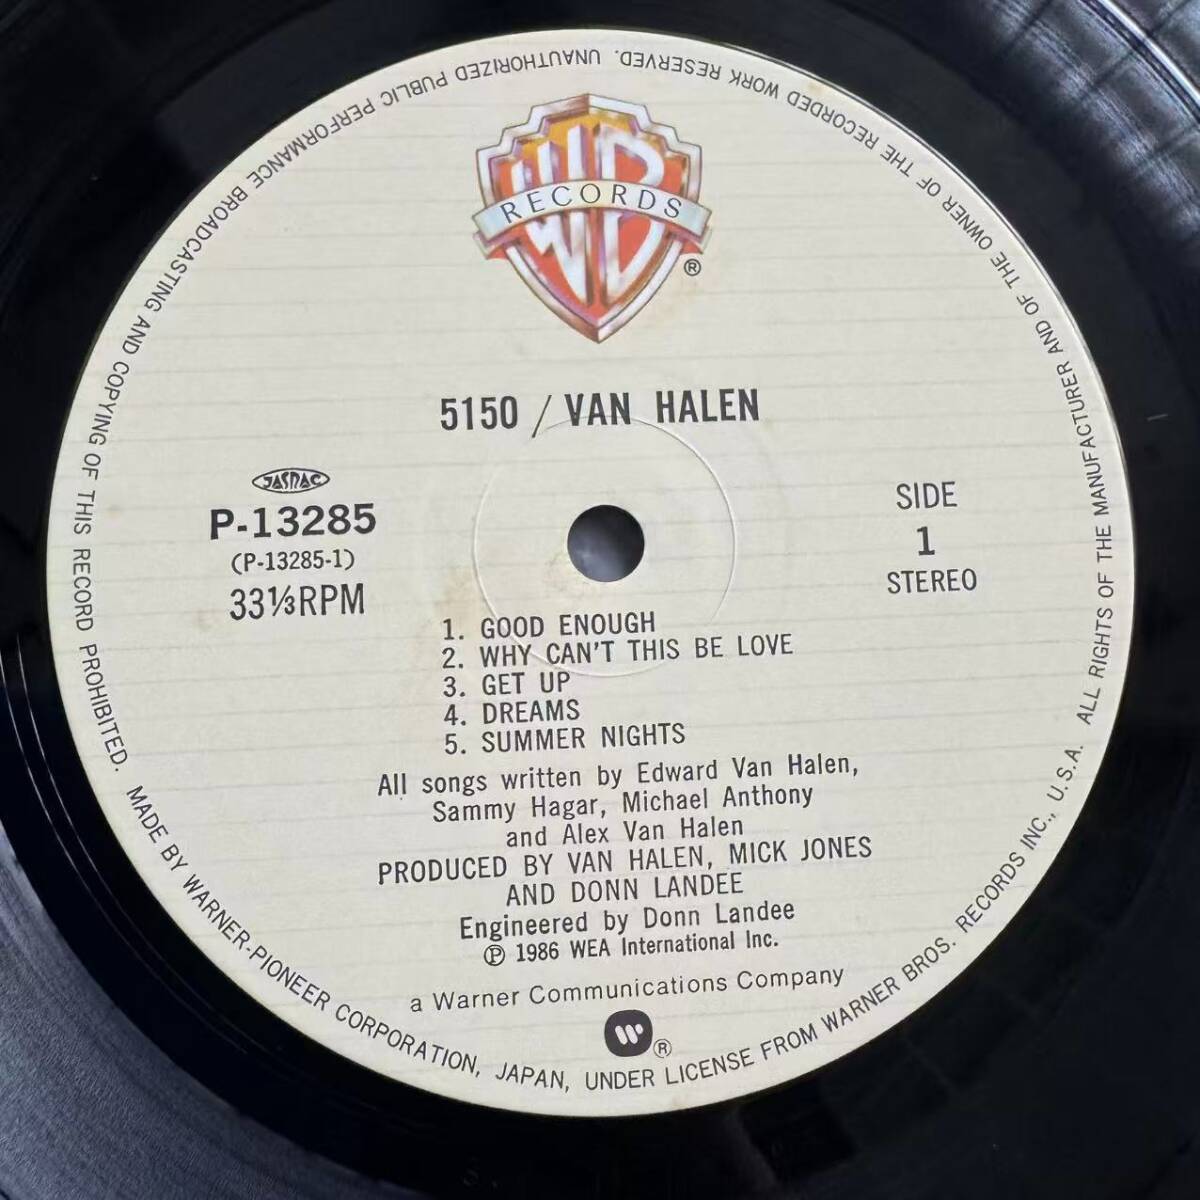 WB
RECORDS
®
5150 / VAN HALEN
JASRAC
P-13285
(P-13285-1)
33⅓RPM
SIDE
1
STEREO
1. GOOD ENOUGH
2. WHY CAN'T THIS BE LOVE
3. GET UP
4. DREAMS
5. SUMMER NIGHTS
All songs written by Edward Van Halen,
Sammy Hagar, Michael Anthony
and Alex Van Halen
PRODUCED BY VAN HALEN, MICK JONES
AND DONN LANDEE
Engineered by Donn Landee
Ⓟ 1986 WEA International Inc.
a Warner Communications Company
W ®
MADE BY WARNER-PIONEER CORPORATION, JAPAN, UNDER LICENSE FROM WARNER BROS. RECORDS INC., U.S.A. ALL RIGHTS OF THE MANUFACTURER AND OF THE OWNER OF THE RECORDED WORK RESERVED. UNAUTHORIZED PUBLIC PERFORMANCE BROADCASTING AND COPYING OF THIS RECORD PROHIBITED.